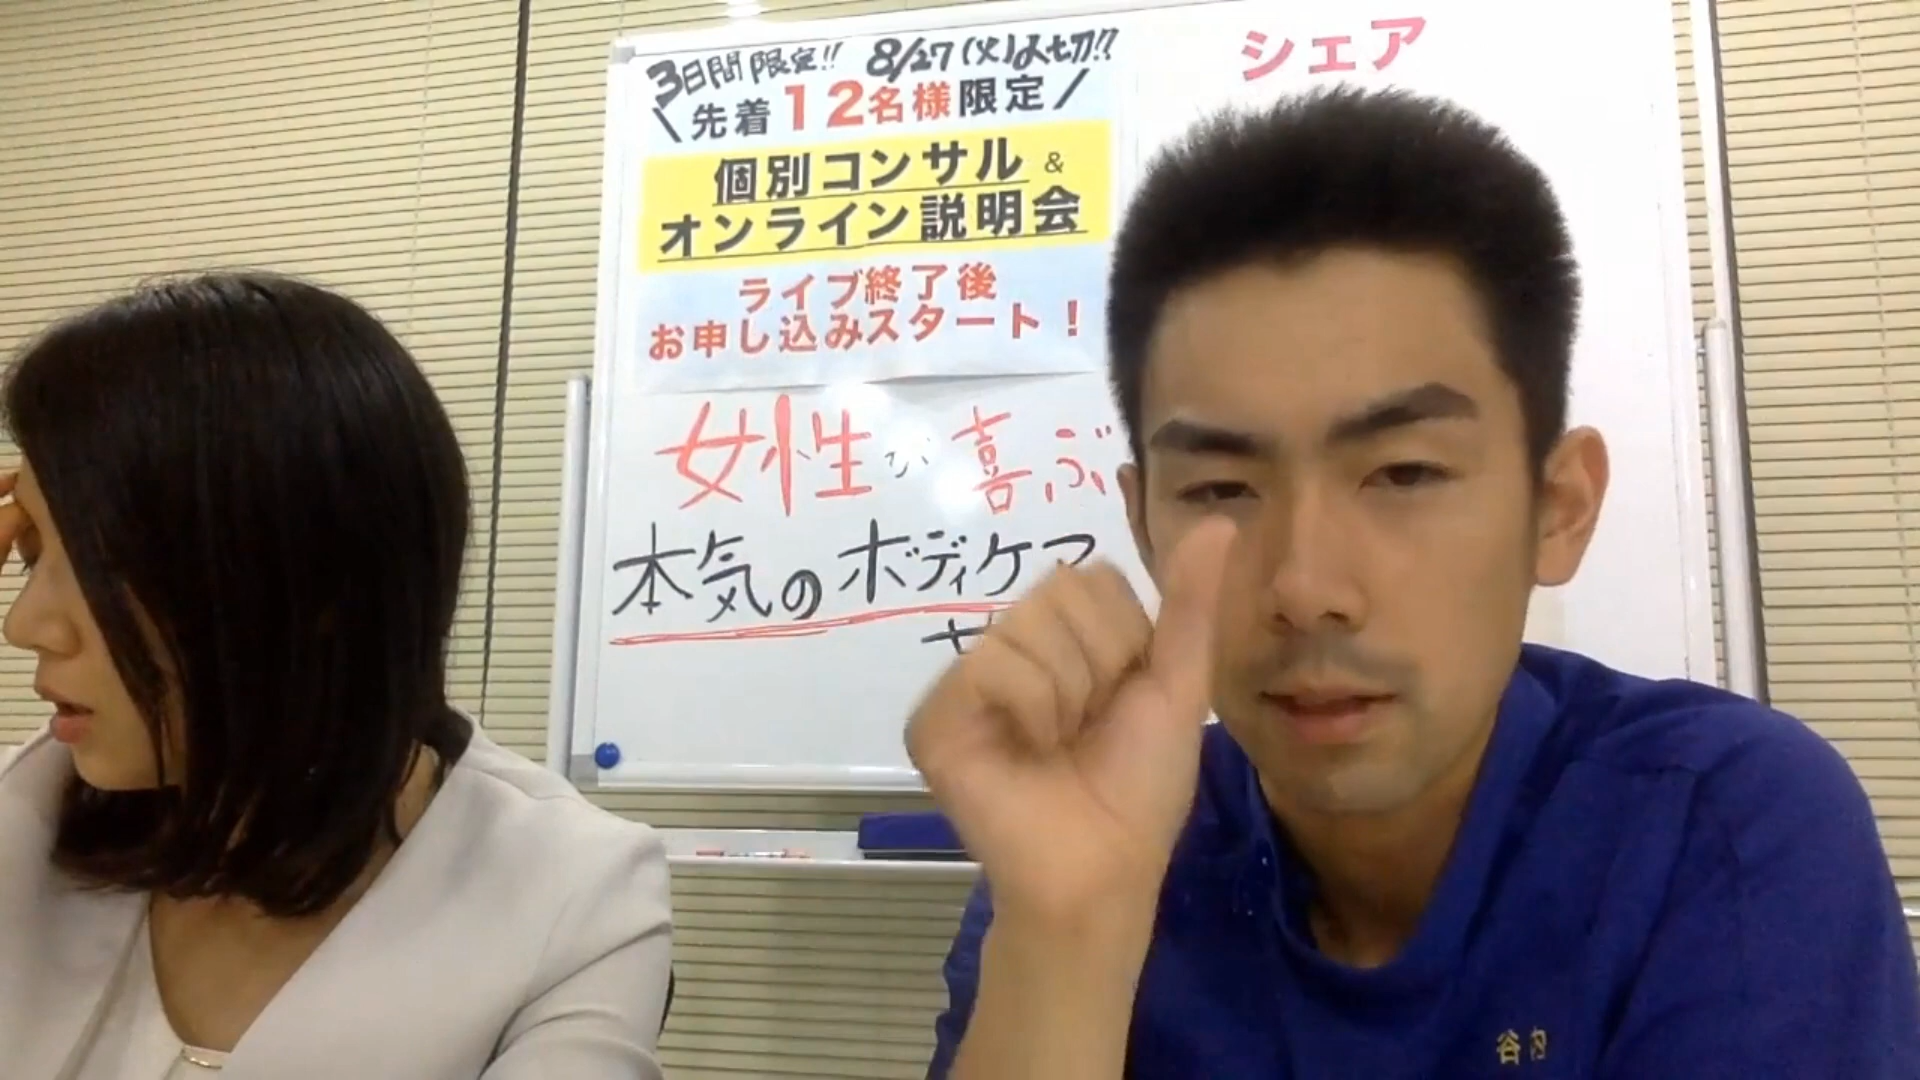 3日間限定!! 8/27(火)〆切!!
\先着12名様限定/
個別コンサル &
オンライン説明会
ライブ終了後
お申し込みスタート!
シェア
女性が喜ぶ
本気のボディケア
セ
谷内